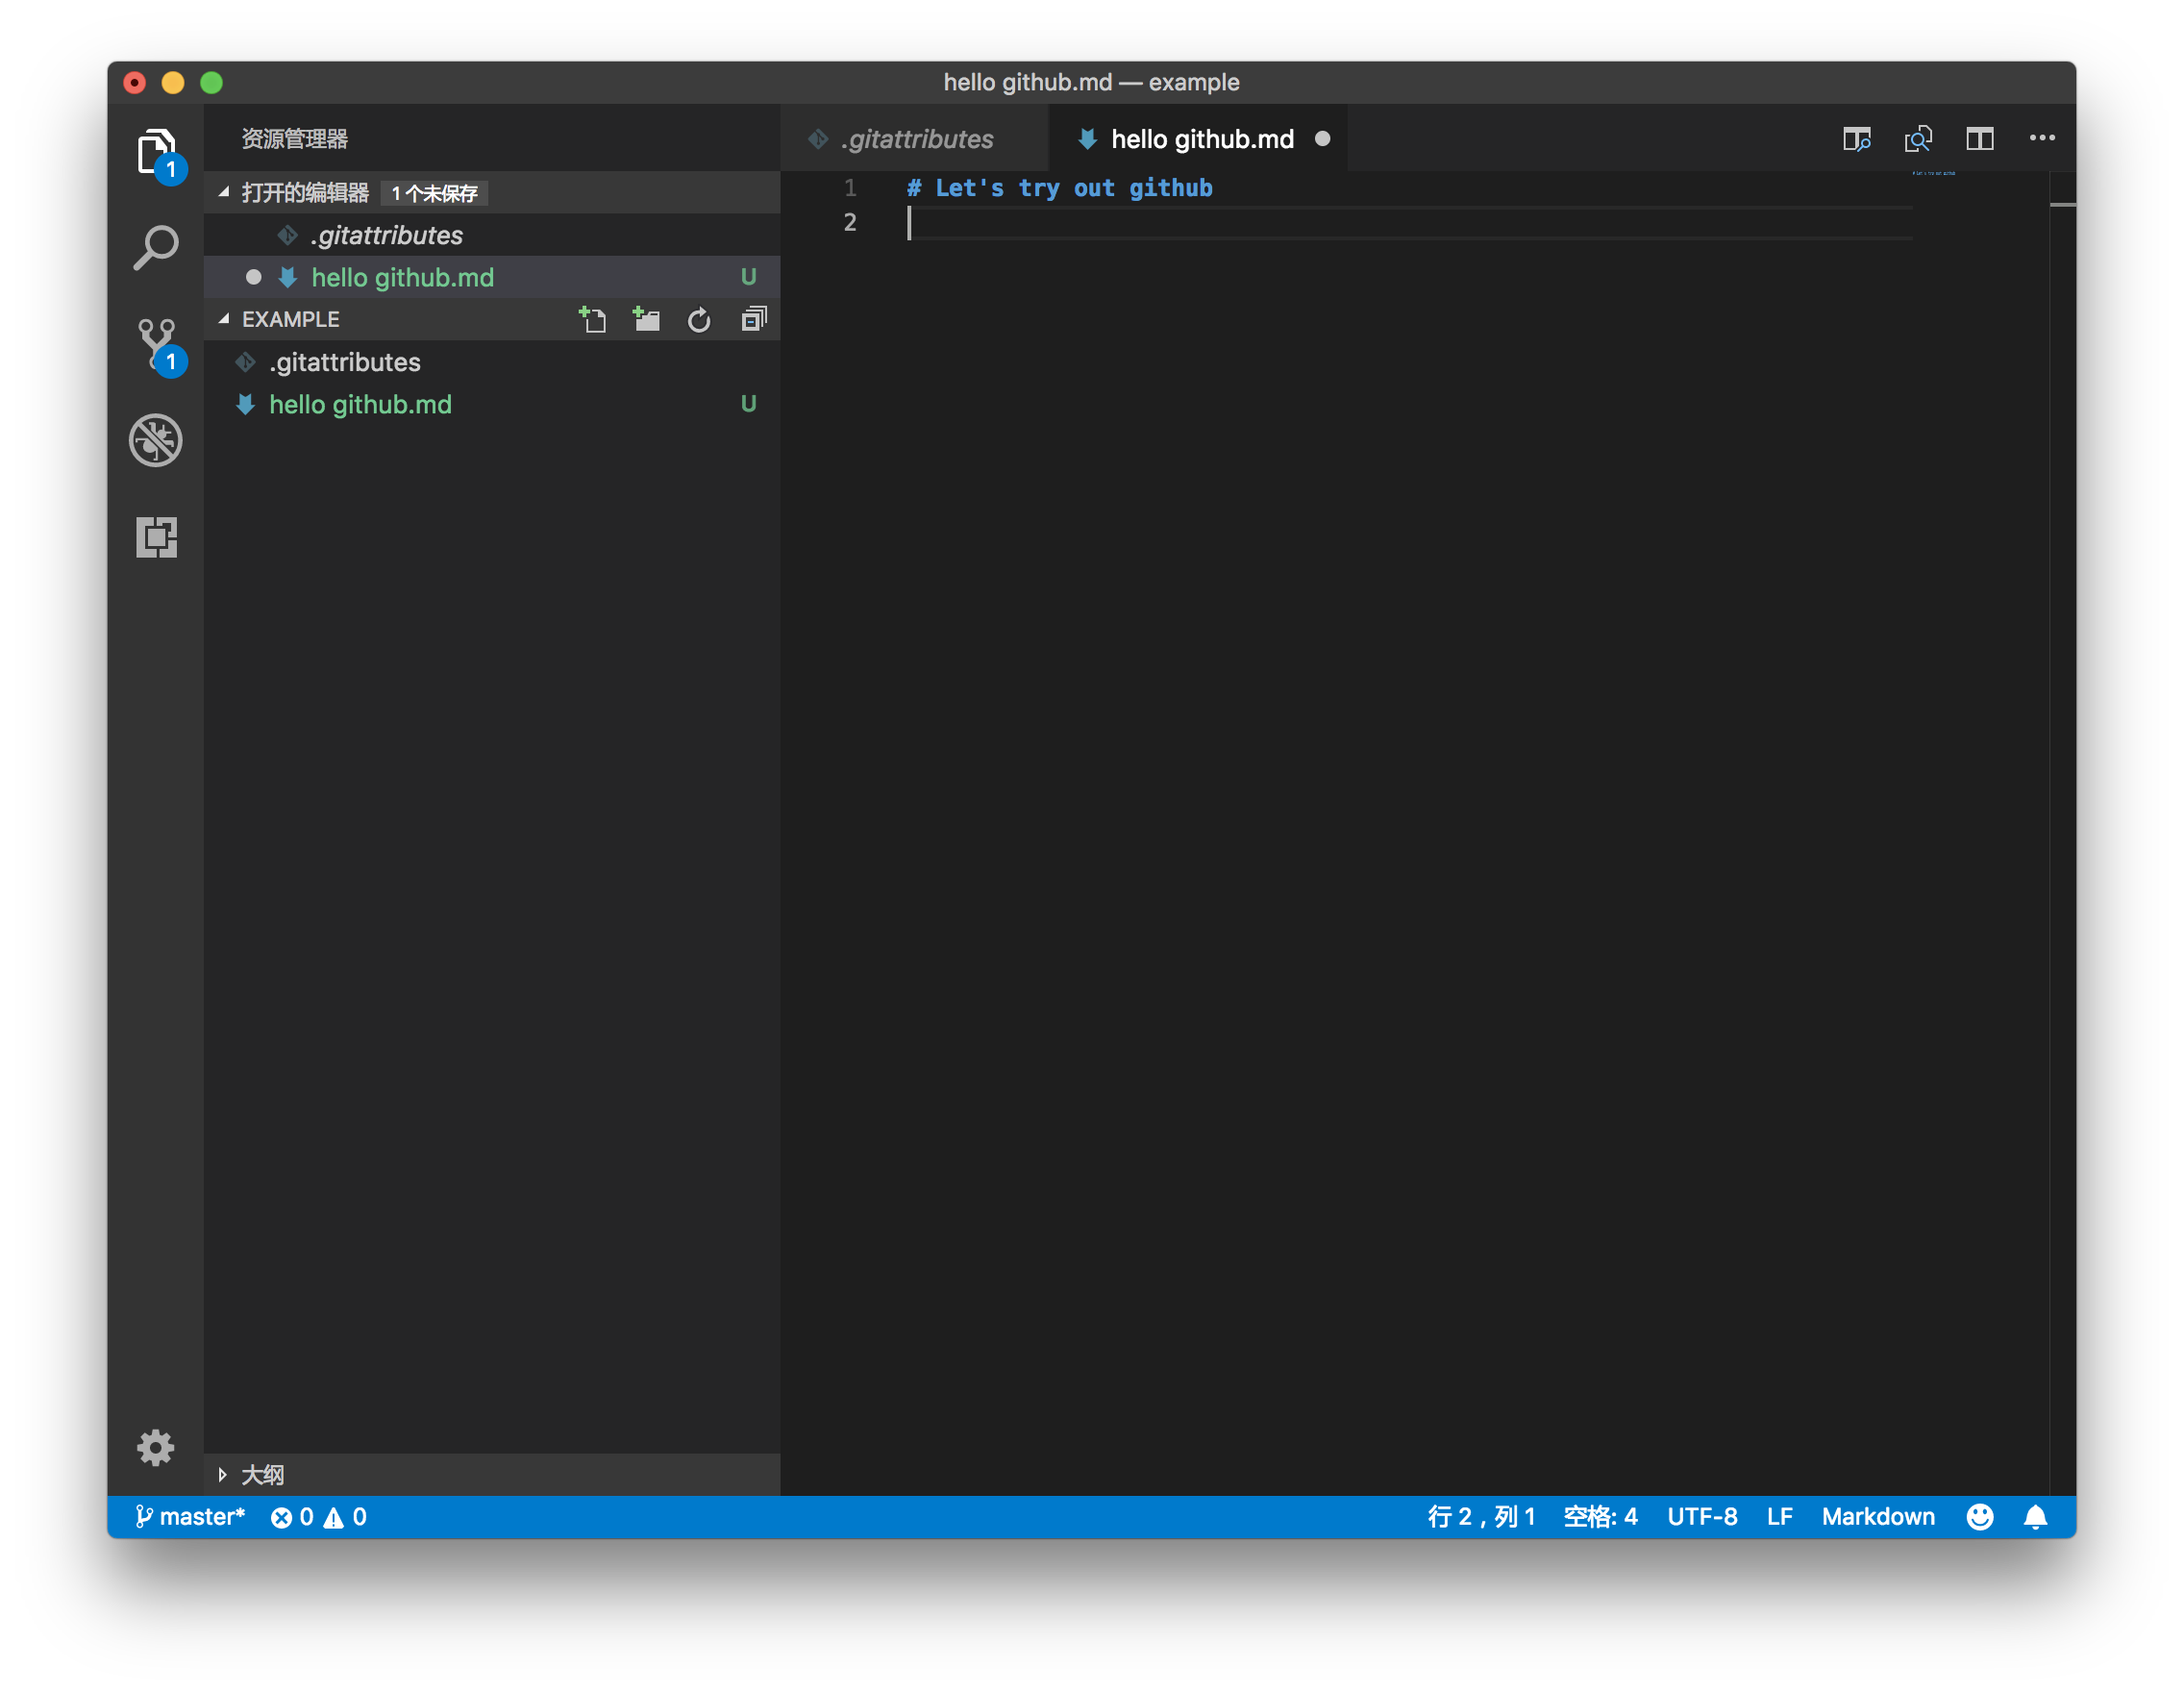 hello github.md — example
资源管理器
1
打开的编辑器 1 个未保存
.gitattributes
hello github.md U
EXAMPLE
.gitattributes
hello github.md U
1
大纲
.gitattributes
hello github.md
1 # Let's try out github
2
master* 0 0
行 2，列 1 空格: 4 UTF-8 LF Markdown